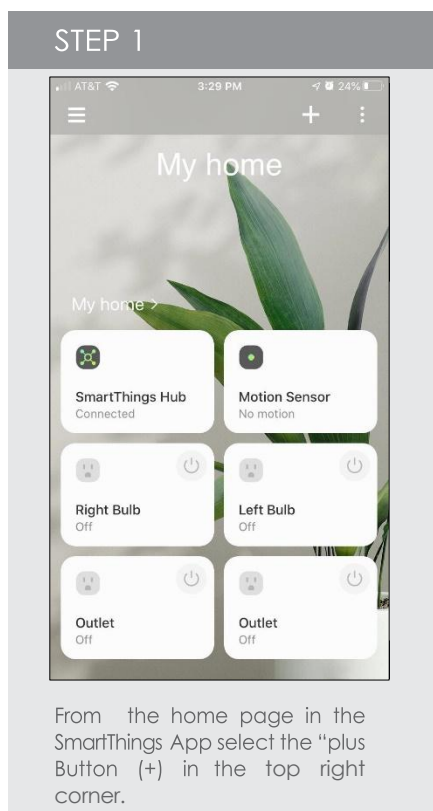 STEP 1
AT&T 3:29 PM 24%
My home
My home >
SmartThings Hub Motion Sensor
Connected No motion
Right Bulb Left Bulb
Off Off
Outlet Outlet
Off Off
From the home page in the
SmartThings App select the “plus
Button (+) in the top right
corner.